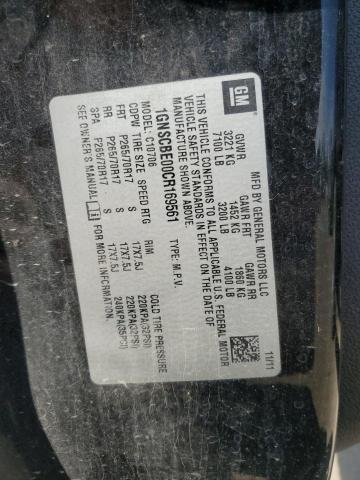 GM
MFD BY GENERAL MOTORS LLC 11/11
GVWR GAWR FRT GAWR RR
3221 KG 1452 KG 1860 KG
7100 LB 3200 LB 4100 LB
THIS VEHICLE CONFORMS TO ALL APPLICABLE U.S. FEDERAL MOTOR
VEHICLE SAFETY STANDARDS IN EFFECT ON THE DATE OF
MANUFACTURE SHOWN ABOVE.
1GNSCBE00CR169561 TYPE: M.P.V.
CDPW C10706
TIRE SIZE SPEED RTG RIM COLD TIRE PRESSURE
FRT P265/70R17 S 17X7.5J 220KPA(32PSI)
RR P265/70R17 S 17X7.5J 220KPA(32PSI)
SPA P265/70R17 S 17X7.5J 240KPA(35PSI)
SEE OWNER'S MANUAL FOR MORE INFORMATION.